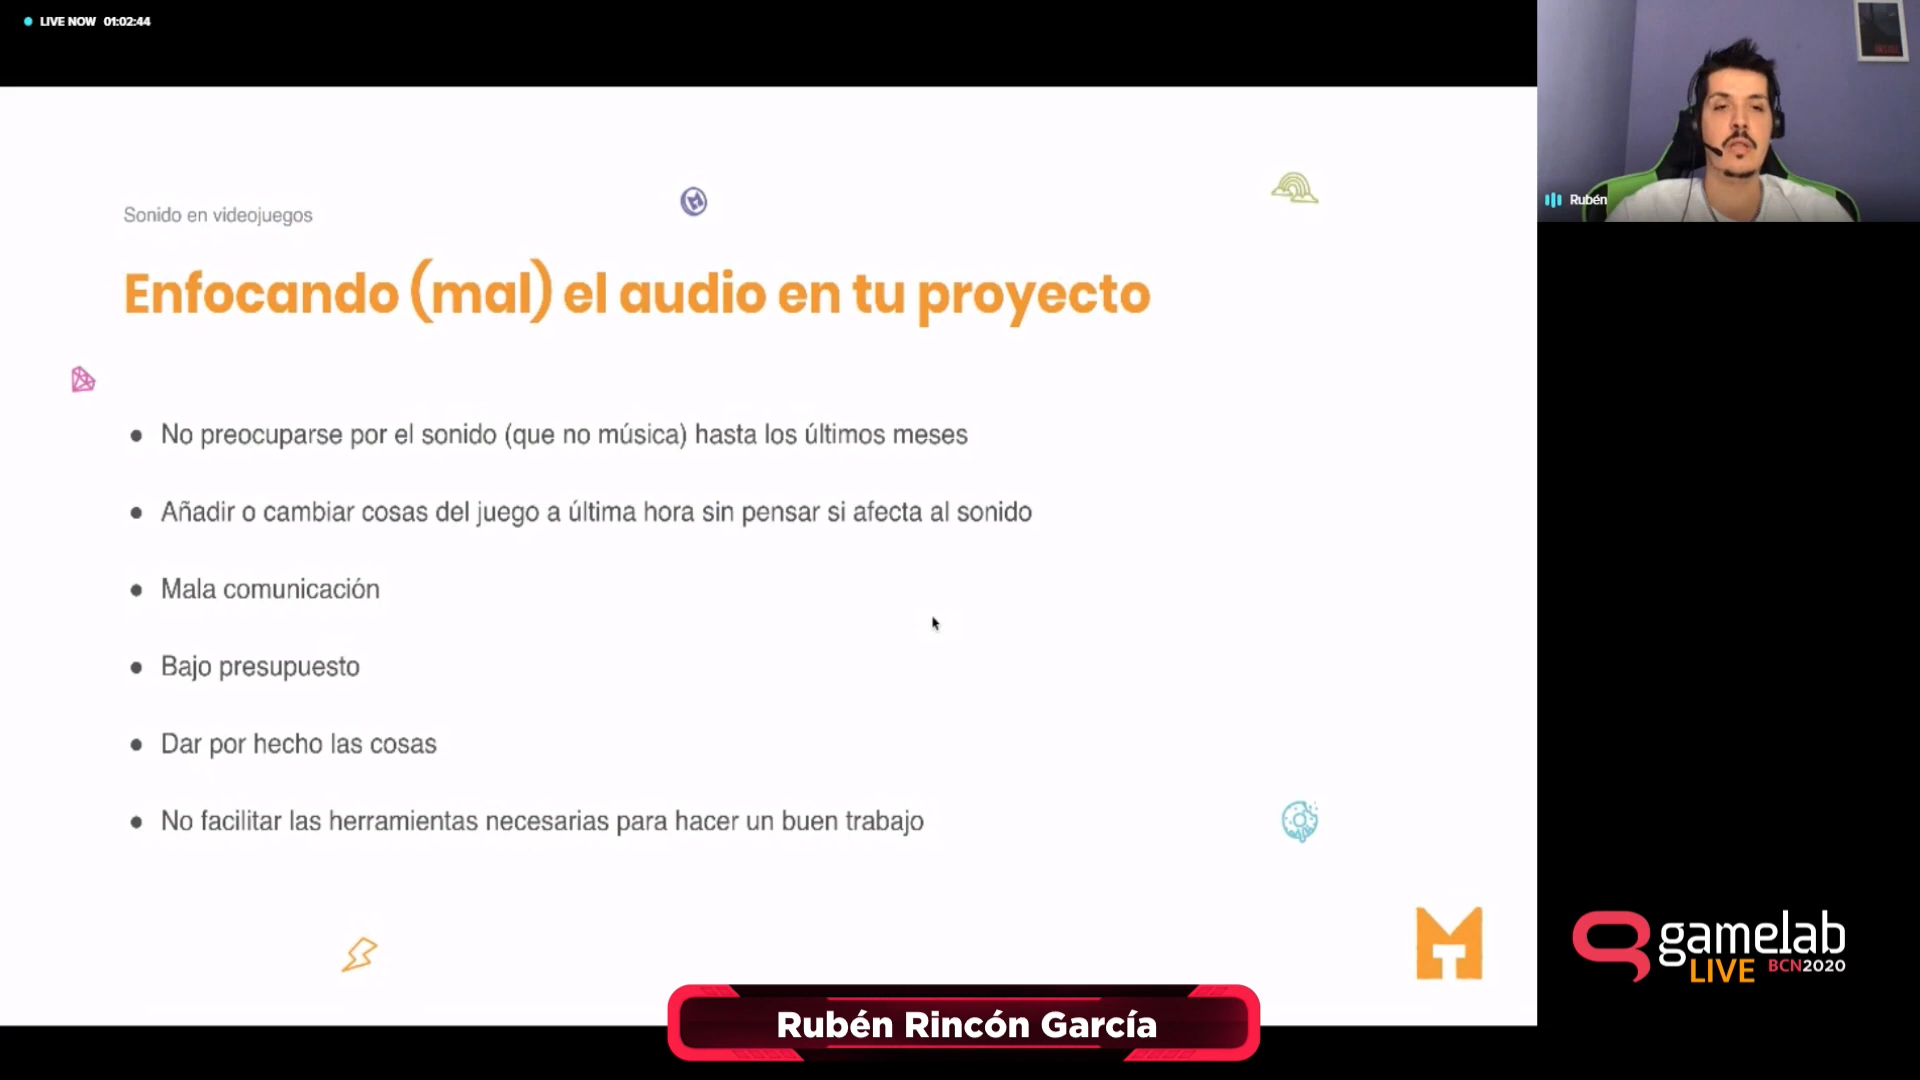 LIVE NOW 01:02:44
Rubén
Sonido en videojuegos
Enfocando (mal) el audio en tu proyecto
● No preocuparse por el sonido (que no música) hasta los últimos meses
● Añadir o cambiar cosas del juego a última hora sin pensar si afecta al sonido
● Mala comunicación
● Bajo presupuesto
● Dar por hecho las cosas
● No facilitar las herramientas necesarias para hacer un buen trabajo
gamelab
LIVE BCN2020
Rubén Rincón García